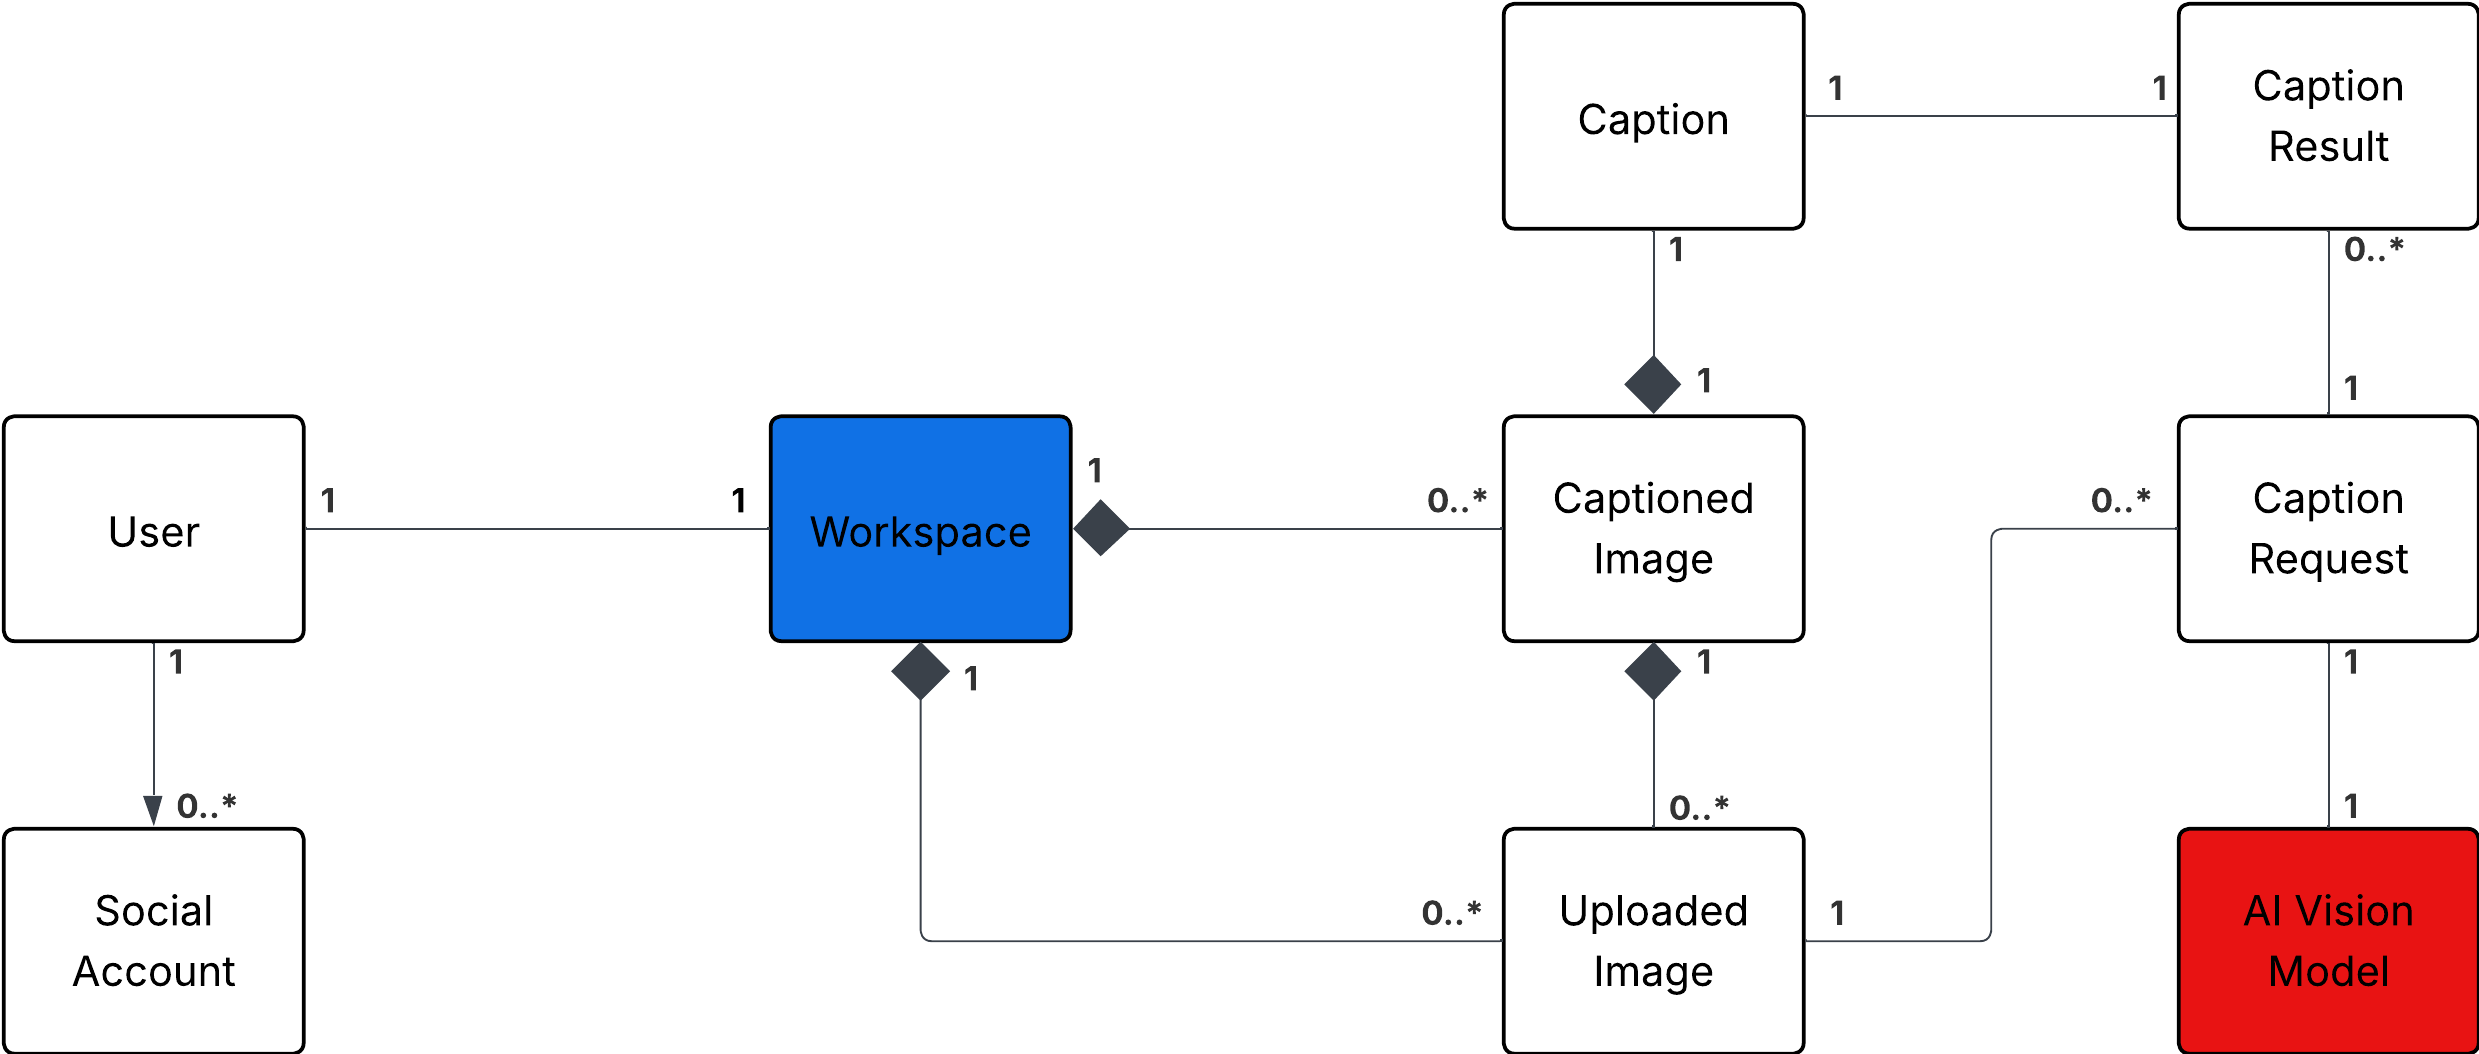 Caption
1
1
Caption
Result
1
0..*
1
1
User
1
1
Workspace
1
0..*
Captioned
Image
0..*
Caption
Request
1
1
1
1
0..*
0..*
1
Social
Account
0..*
Uploaded
Image
1
AI Vision
Model